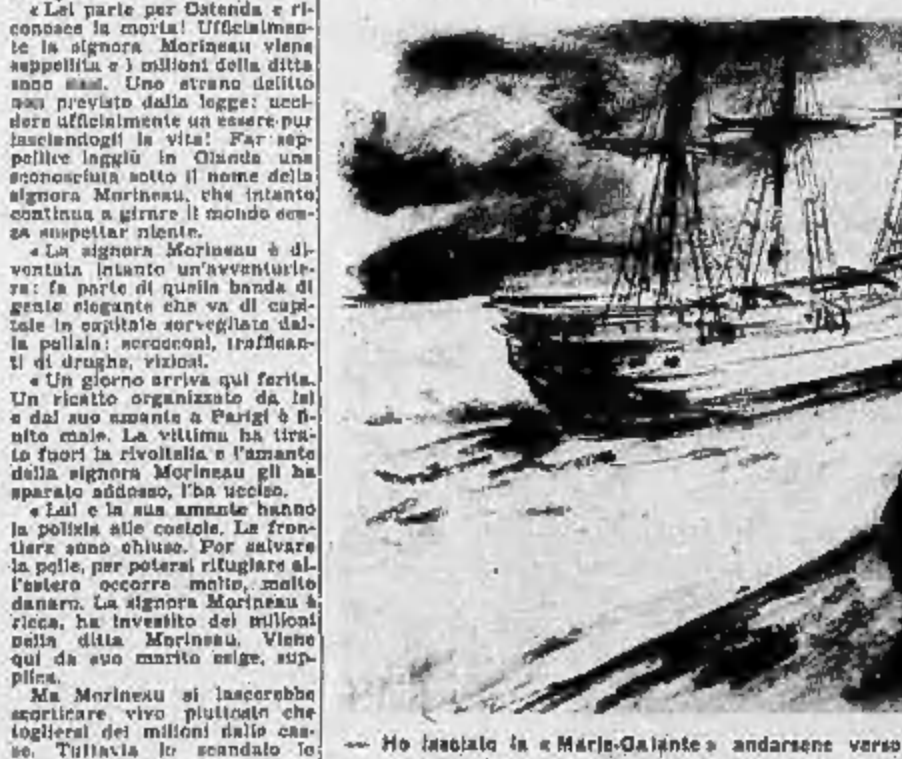 « Lei parte per Ostenda e ri-
conosce la morta! Ufficialmen-
te la signora Morineau viene
seppellita e i milioni della ditta
sono Uno strano delitto
non previsto dalla legge: ucci-
dere ufficialmente un essere pur
lasciandogli la vita! Far sep-
pellire laggiù in Olanda una
sconosciuta sotto il nome della
signora Morineau, che intanto
continua a girare il mondo sen-
za suspettar niente.
« La signora Morineau è di-
ventata intanto un'avventurie-
ra: fa parte di quella banda di
gente elegante che va di capi-
tale in capitale sorvegliata dal-
la polizia: scrocconi, trafican-
ti di droghe, viziosi.
« Un giorno arriva qui ferita.
Un ricatto organizzato da lei
e dal suo amante a Parigi è fi-
nito male. La vittima ha tira-
to fuori la rivoltella e l'amante
della signora Morineau gli ha
sparato addosso, l'ha ucciso.
« Lui e la sua amante hanno
la polizia alle costole. Le fron-
tiere sono chiuse. Per salvare
la pelle, per potersi rifugiare al-
l'estero occorre molto, molto
danaro. La signora Morineau è
ricca, ha investito dei milioni
nella ditta Morineau. Viene
qui da suo marito esige, sup-
plica.
Ma Morineau si lascerebbe
scorticare vivo piuttosto che
togliersi dei milioni dalle cas-
se. Tuttavia lo scandalo lo
— Ho lasciato la « Marie-Galante » andarsene verso